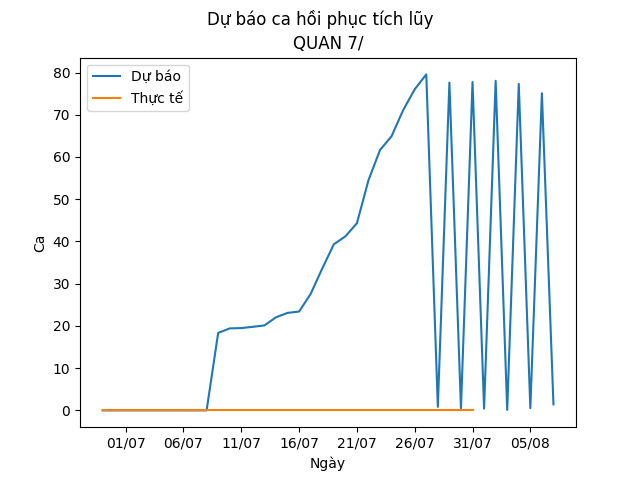 Dự báo ca hồi phục tích lũy
QUAN 7/
Dự báo
Thực tế
80
70
60
50
40
30
20
10
0
Ca
01/07 06/07 11/07 16/07 21/07 26/07 31/07 05/08
Ngày